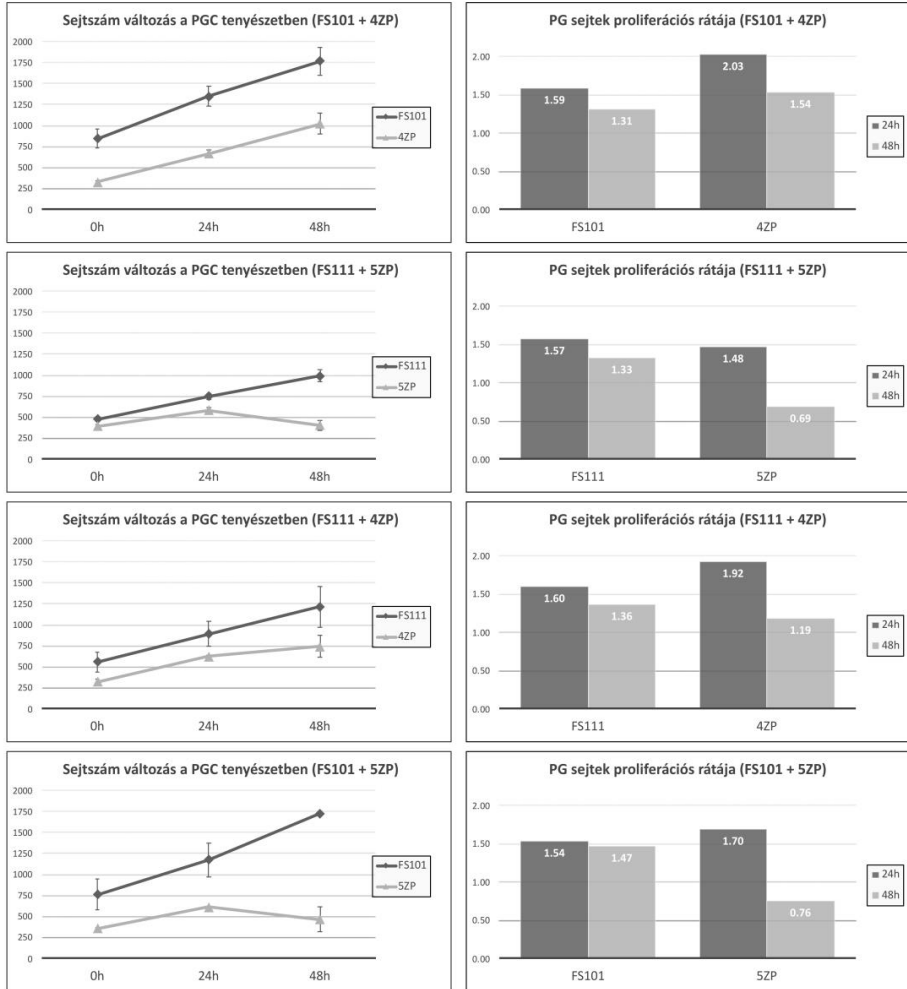 Sejtszám változás a PGC tenyészetben (FS101 + 4ZP)
2000
1750
1500
1250
1000
750
500
250
0
0h 24h 48h
FS101
4ZP
PG sejtek proliferációs rátája (FS101 + 4ZP)
2.00
1.50
1.00
0.50
0.00
1.59
1.31
2.03
1.54
FS101 4ZP
24h
48h
Sejtszám változás a PGC tenyészetben (FS111 + 5ZP)
2000
1750
1500
1250
1000
750
500
250
0
0h 24h 48h
FS111
5ZP
PG sejtek proliferációs rátája (FS111 + 5ZP)
2.00
1.50
1.00
0.50
0.00
1.57
1.33
1.48
0.69
FS111 5ZP
24h
48h
Sejtszám változás a PGC tenyészetben (FS111 + 4ZP)
2000
1750
1500
1250
1000
750
500
250
0
0h 24h 48h
FS111
4ZP
PG sejtek proliferációs rátája (FS111 + 4ZP)
2.00
1.50
1.00
0.50
0.00
1.60
1.36
1.92
1.19
FS111 4ZP
24h
48h
Sejtszám változás a PGC tenyészetben (FS101 + 5ZP)
2000
1750
1500
1250
1000
750
500
250
0
0h 24h 48h
FS101
5ZP
PG sejtek proliferációs rátája (FS101 + 5ZP)
2.00
1.50
1.00
0.50
0.00
1.54
1.47
1.70
0.76
FS101 5ZP
24h
48h